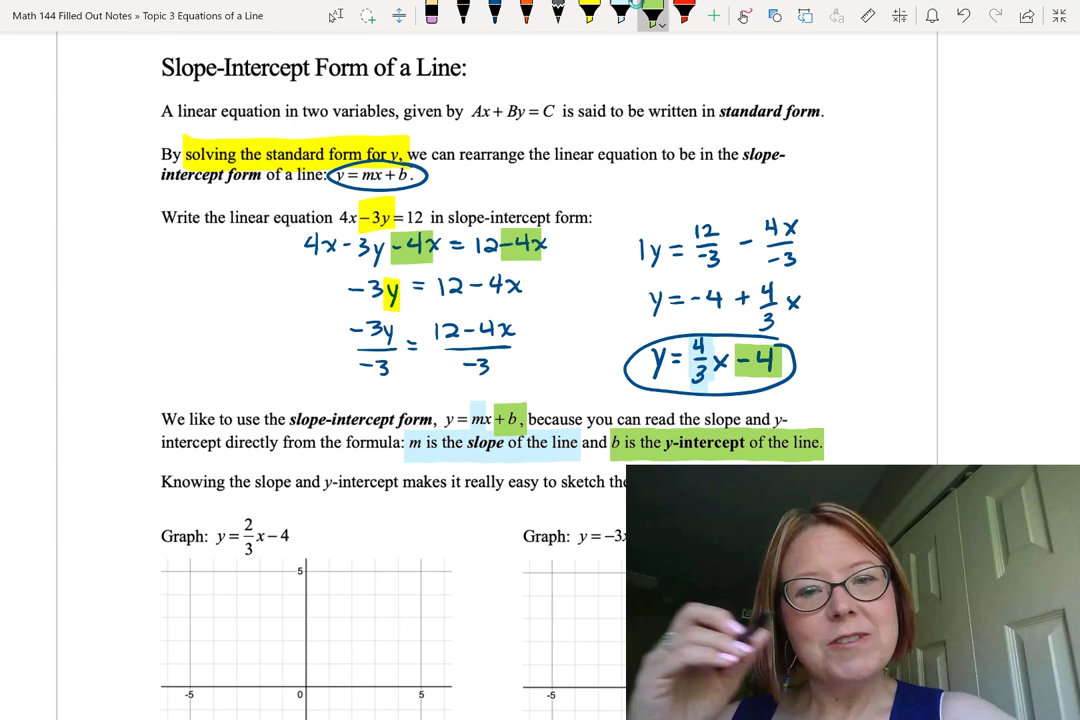 Math 144 Filled Out Notes » Topic 3 Equations of a Line
Slope-Intercept Form of a Line:
A linear equation in two variables, given by Ax + By = C is said to be written in standard form.
By solving the standard form for y, we can rearrange the linear equation to be in the slope-
intercept form of a line: y = mx + b.
Write the linear equation 4x − 3y = 12 in slope-intercept form:
4x - 3y - 4x = 12 - 4x
-3y = 12 - 4x
-3y/-3 = 12-4x/-3
1y = 12/-3 - 4x/-3
y = -4 + 4/3 x
y = 4/3 x - 4
We like to use the slope-intercept form, y = mx + b, because you can read the slope and y-
intercept directly from the formula: m is the slope of the line and b is the y-intercept of the line.
Knowing the slope and y-intercept makes it really easy to sketch the
Graph: y = 2/3 x − 4
Graph: y = −3x
5
-5 0 5
-5